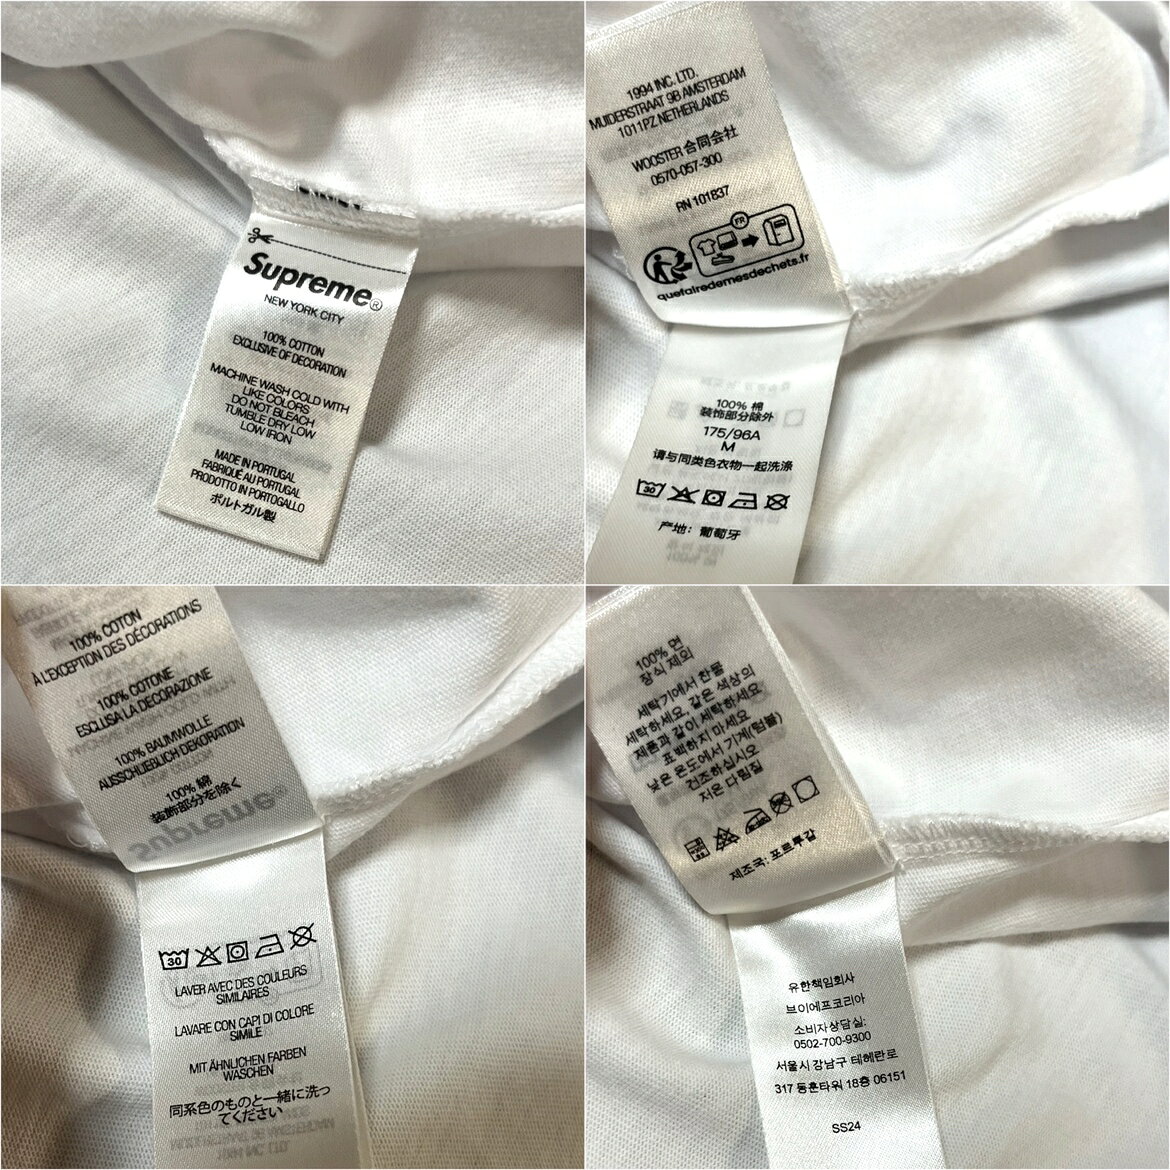 Supreme®
NEW YORK CITY
100% COTTON
EXCLUSIVE OF DECORATION
MACHINE WASH COLD WITH
LIKE COLORS
DO NOT BLEACH
TUMBLE DRY LOW
LOW IRON
MADE IN PORTUGAL
FABRIQUÉ AU PORTUGAL
PRODOTTO IN PORTOGALLO
ポルトガル製
1994 INC. LTD.
MUIDERSTRAAT 9B AMSTERDAM
1011PZ NETHERLANDS
WOOSTER 合同会社
0570-057-300
RN 101837
FR
quefairedemesdechets.fr
100% 棉
装饰部分除外
175/96A
M
请与同类色衣物一起洗涤
30
产地：葡萄牙
100% COTON
À L'EXCEPTION DES DÉCORATIONS
100% COTONE
ESCLUSA LA DECORAZIONE
100% BAUMWOLLE
AUSSCHLIEBLICH DEKORATION
100% 綿
装飾部分を除く
30
LAVER AVEC DES COULEURS
SIMILAIRES
LAVARE CON CAPI DI COLORE
SIMILE
MIT ÄHNLICHEN FARBEN
WASCHEN
同系色のものと一緒に洗っ
てください
100% 면
장식 제외
세탁기에서 찬물
세탁하세요, 같은 색상의
제품과 같이 세탁하세요
표백하지 마세요
낮은 온도에서 기계(텀블)
건조하십시오
저온 다림질
제조국: 포르투갈
유한책임회사
브이에프코리아
소비자상담실:
0502-700-9300
서울시 강남구 테헤란로
317 동훈타워 18층 06151
SS24